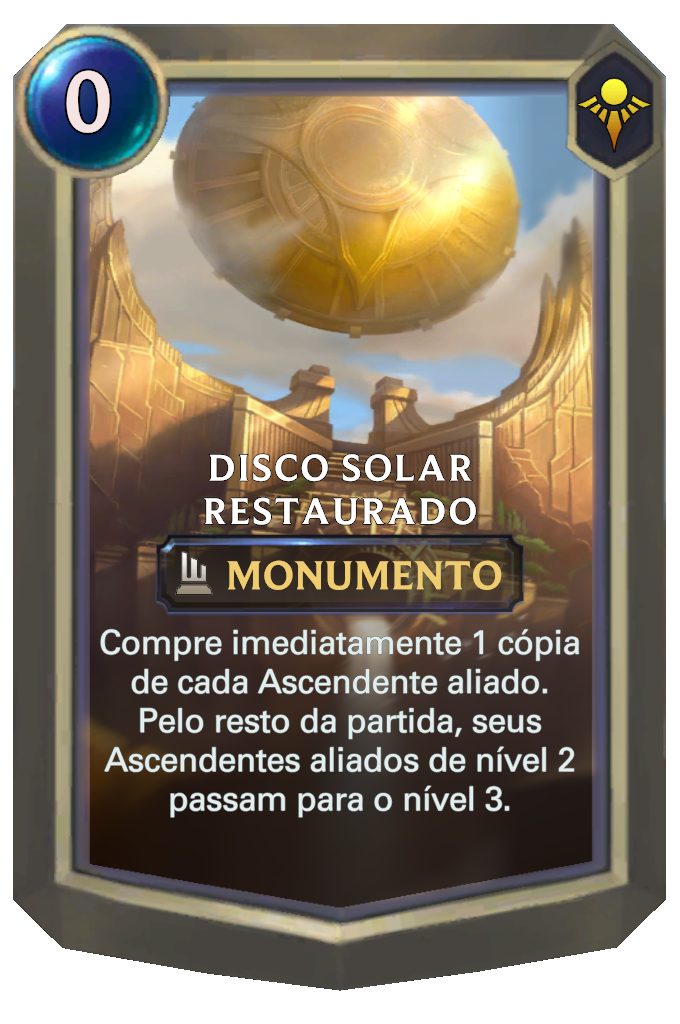 0
DISCO SOLAR
RESTAURADO
MONUMENTO
Compre imediatamente 1 cópia
de cada Ascendente aliado.
Pelo resto da partida, seus
Ascendentes aliados de nível 2
passam para o nível 3.